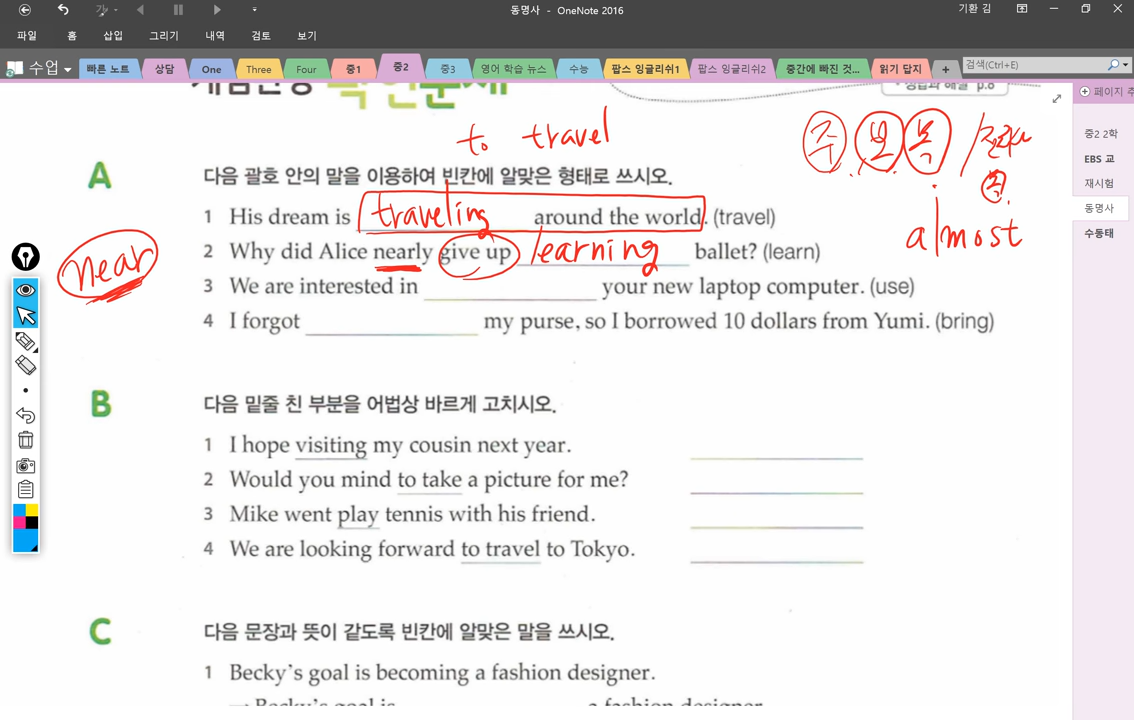 동명사 - OneNote 2016
기환 김
파일 홈 삽입 그리기 내역 검토 보기
수업 빠른 노트 상담 One Three Four 중1 중2 중3 영어 학습 뉴스 수능 팝스 잉글리쉬1 팝스 잉글리쉬2 중간에 빠진 것... 읽기 답지 + 검색(Ctrl+E)
페이지 추
중2 2학
EBS 교
재시험
동명사
수동태
to travel
주 보 목 /전치사
목.
A 다음 괄호 안의 말을 이용하여 빈칸에 알맞은 형태로 쓰시오.
1 His dream is traveling around the world. (travel)
almost
near
2 Why did Alice nearly give up learning ballet? (learn)
3 We are interested in your new laptop computer. (use)
4 I forgot my purse, so I borrowed 10 dollars from Yumi. (bring)
B 다음 밑줄 친 부분을 어법상 바르게 고치시오.
1 I hope visiting my cousin next year.
2 Would you mind to take a picture for me?
3 Mike went play tennis with his friend.
4 We are looking forward to travel to Tokyo.
C 다음 문장과 뜻이 같도록 빈칸에 알맞은 말을 쓰시오.
1 Becky's goal is becoming a fashion designer.
→ Becky's goal is a fashion designer.